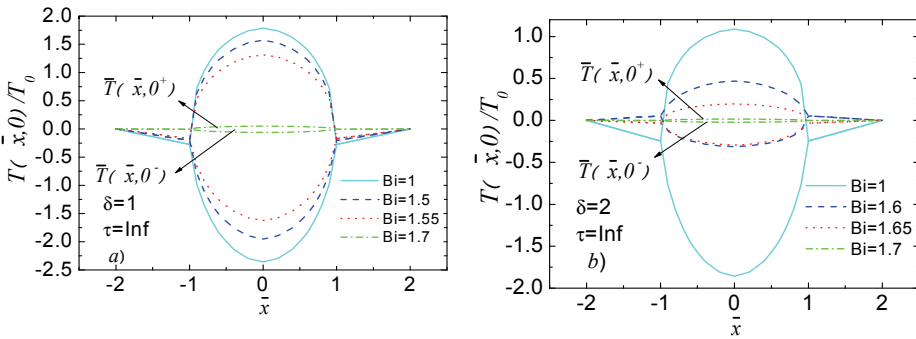 2.0
1.5
1.0
0.5
0.0
-0.5
-1.0
-1.5
-2.0
2.5
T( x̄,0)) /T₀
T̄( x̄,0⁺)
T̄( x̄,0⁻)
δ=1
τ=Inf
a)
Bi=1
Bi=1.5
Bi=1.55
Bi=1.7
-2 -1 0 1 2
x̄
1.0
0.5
0.0
-0.5
-1.0
-1.5
-2.0
T( x̄,0)) /T₀
T̄( x̄,0⁺)
T̄( x̄,0⁻)
δ=2
τ=Inf
b)
Bi=1
Bi=1.6
Bi=1.65
Bi=1.7
-2 -1 0 1 2
x̄